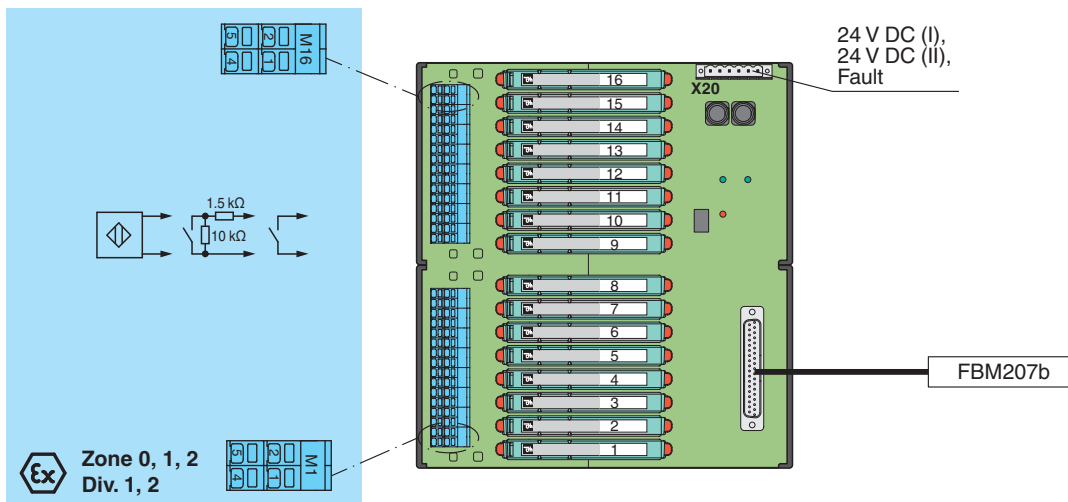 5 2 M16
4 1
16
15
14
13
12
11
10
9
8
7
6
5
4
3
2
1
X20
24 V DC (I),
24 V DC (II),
Fault
1.5 kΩ
10 kΩ
FBM207b
5 2 M1
4 1
Ex
Zone 0, 1, 2
Div. 1, 2